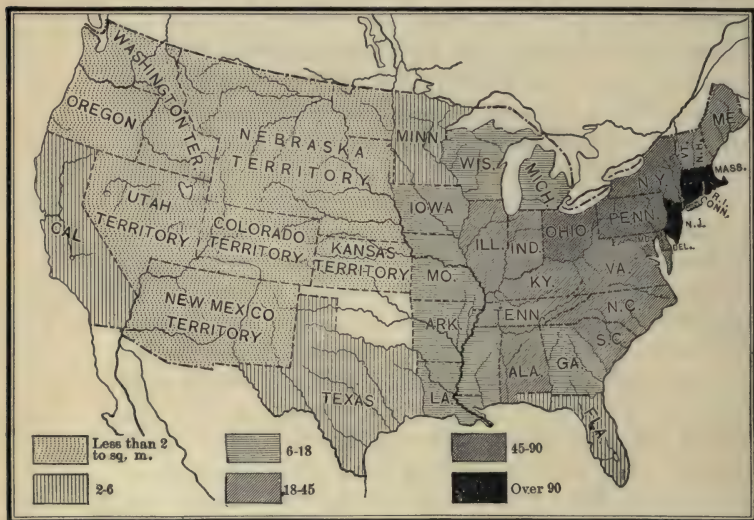 WASHINGTON TER.
OREGON
NEBRASKA
TERRITORY
MINN.
WIS.
MICH.
ME.
VT.
N.H.
N.Y.
MASS.
R.I.
CONN.
CAL
UTAH
TERRITORY
COLORADO
TERRITORY
KANSAS
TERRITORY
IOWA
ILL.
IND.
OHIO
PENN.
N.J.
MD.
DEL.
MO.
KY.
VA.
NEW MEXICO
TERRITORY
ARK.
TENN.
N.C.
S.C.
TEXAS
LA.
ALA.
GA.
FLA.
Less than 2
to sq. m.
2-6
6-18
18-45
45-90
Over 90